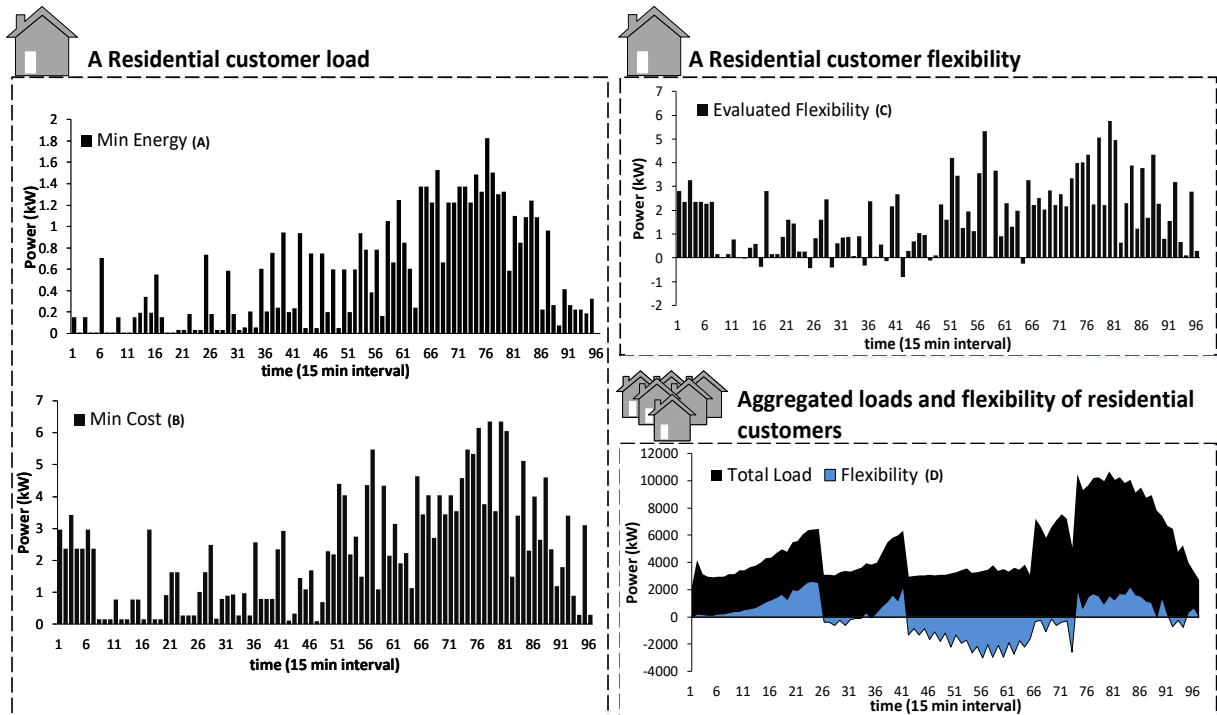 A Residential customer load
Power (kW)
2
1.8
1.6
1.4
1.2
1
0.8
0.6
0.4
0.2
0
Min Energy (A)
1 6 11 16 21 26 31 36 41 46 51 56 61 66 71 76 81 86 91 96
time (15 min interval)
Power (kW)
7
6
5
4
3
2
1
0
Min Cost (B)
1 6 11 16 21 26 31 36 41 46 51 56 61 66 71 76 81 86 91 96
time (15 min interval)
A Residential customer flexibility
Power (kW)
7
6
5
4
3
2
1
0
-1
-2
Evaluated Flexibility (C)
1 6 11 16 21 26 31 36 41 46 51 56 61 66 71 76 81 86 91 96
time (15 min interval)
Aggregated loads and flexibility of residential
customers
Power (kW)
12000
10000
8000
6000
4000
2000
0
-2000
-4000
Total Load Flexibility (D)
1 6 11 16 21 26 31 36 41 46 51 56 61 66 71 76 81 86 91 96
time (15 min interval)